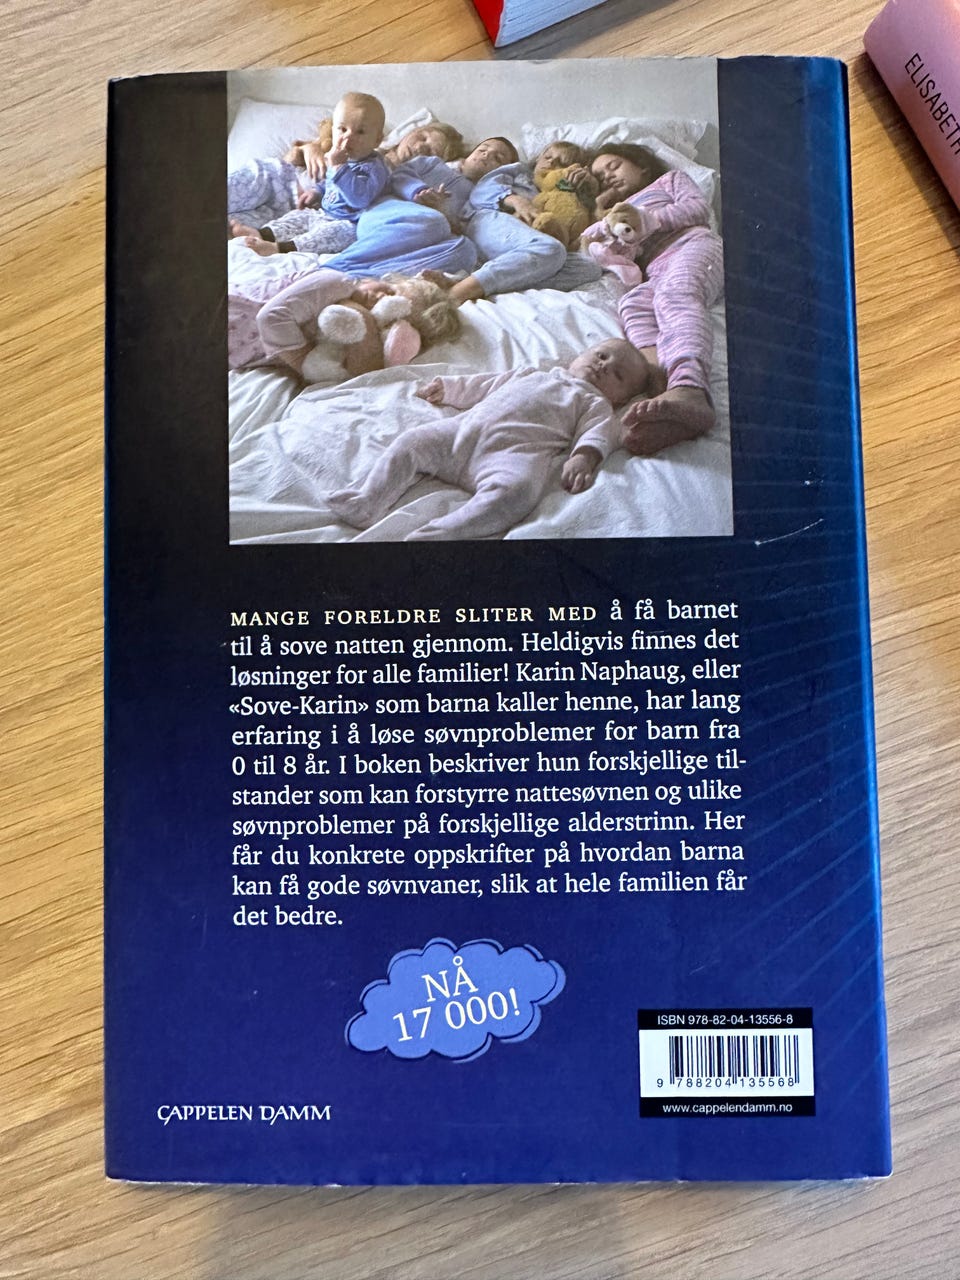 ELISABETH
MANGE FORELDRE SLITER MED å få barnet
til å sove natten gjennom. Heldigvis finnes det
løsninger for alle familier! Karin Naphaug, eller
«Sove-Karin» som barna kaller henne, har lang
erfaring i å løse søvnproblemer for barn fra
0 til 8 år. I boken beskriver hun forskjellige til-
stander som kan forstyrre nattesøvnen og ulike
søvnproblemer på forskjellige alderstrinn. Her
får du konkrete oppskrifter på hvordan barna
kan få gode søvnvaner, slik at hele familien får
det bedre.
NÅ
17 000!
ISBN 978-82-04-13556-8
9 788204 135568
www.cappelendamm.no
CAPPELEN DAMM